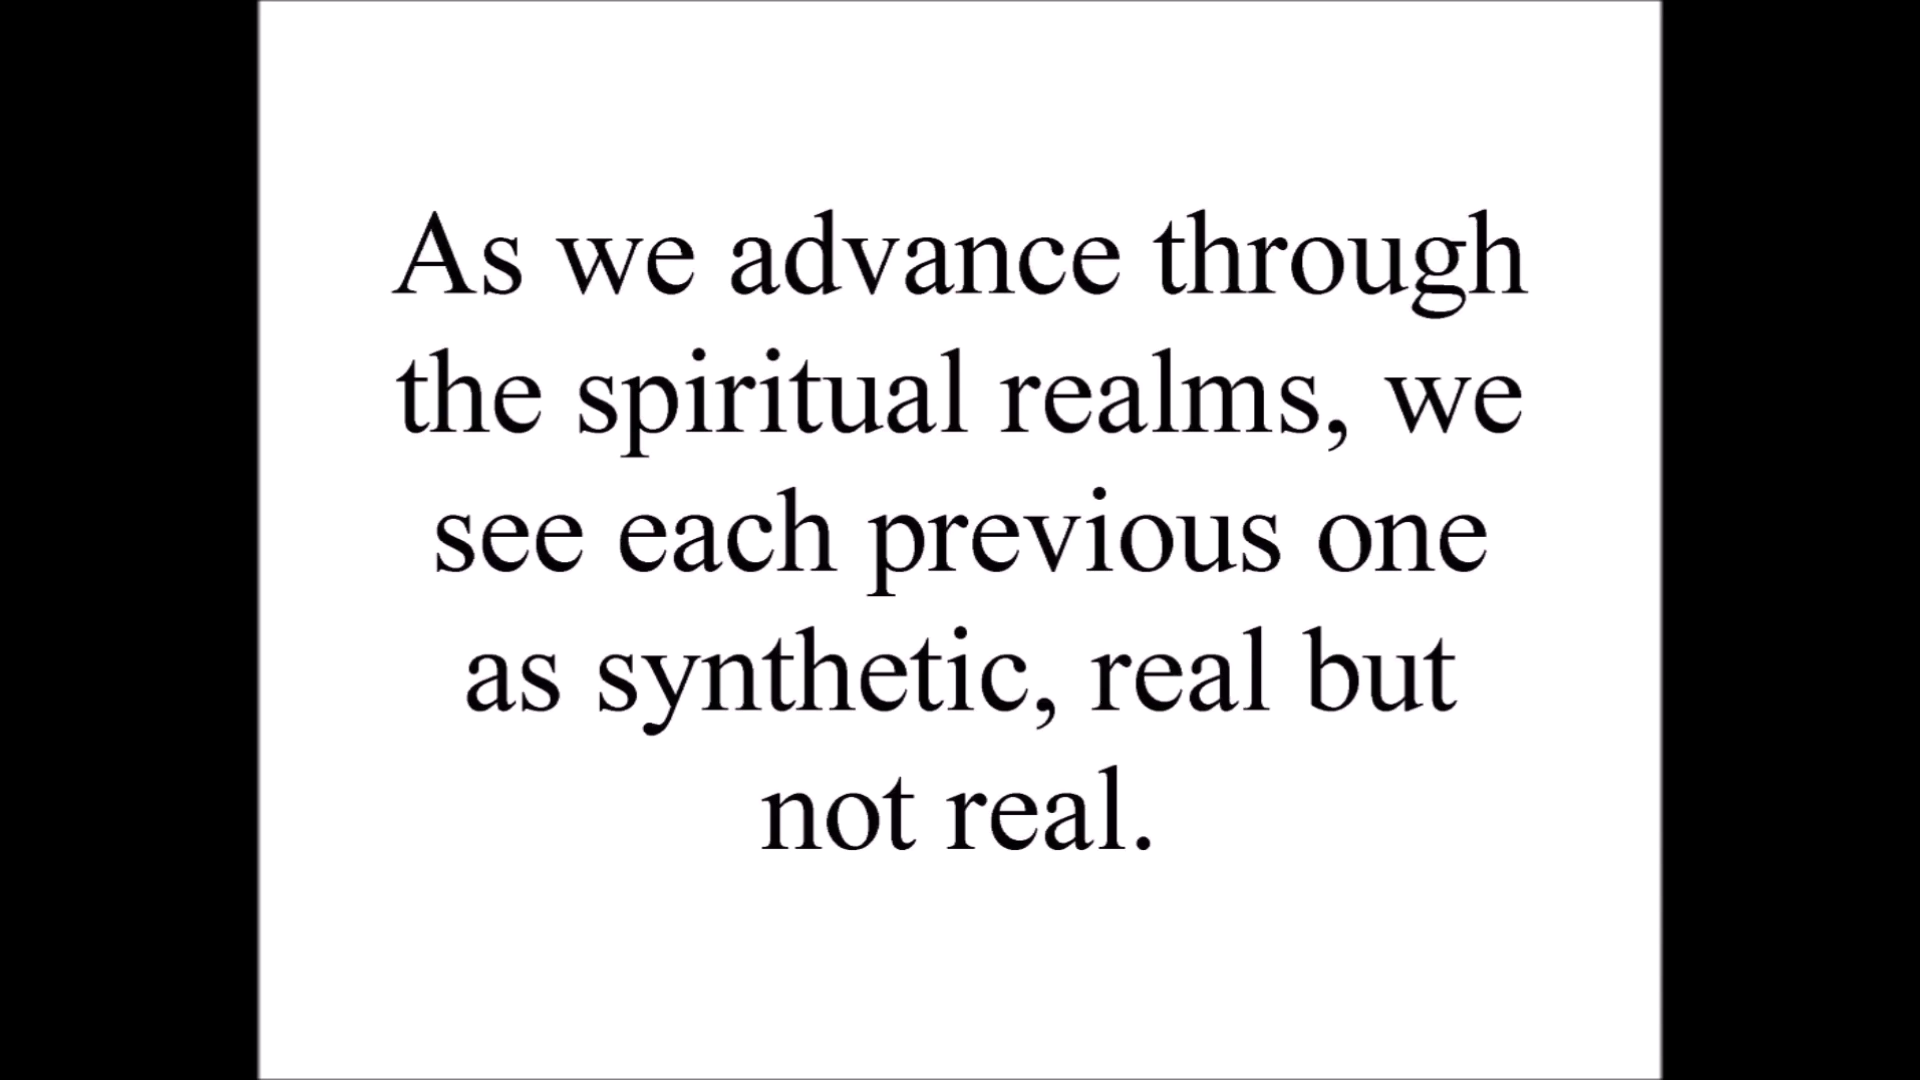 As we advance through
the spiritual realms, we
see each previous one
as synthetic, real but
not real.